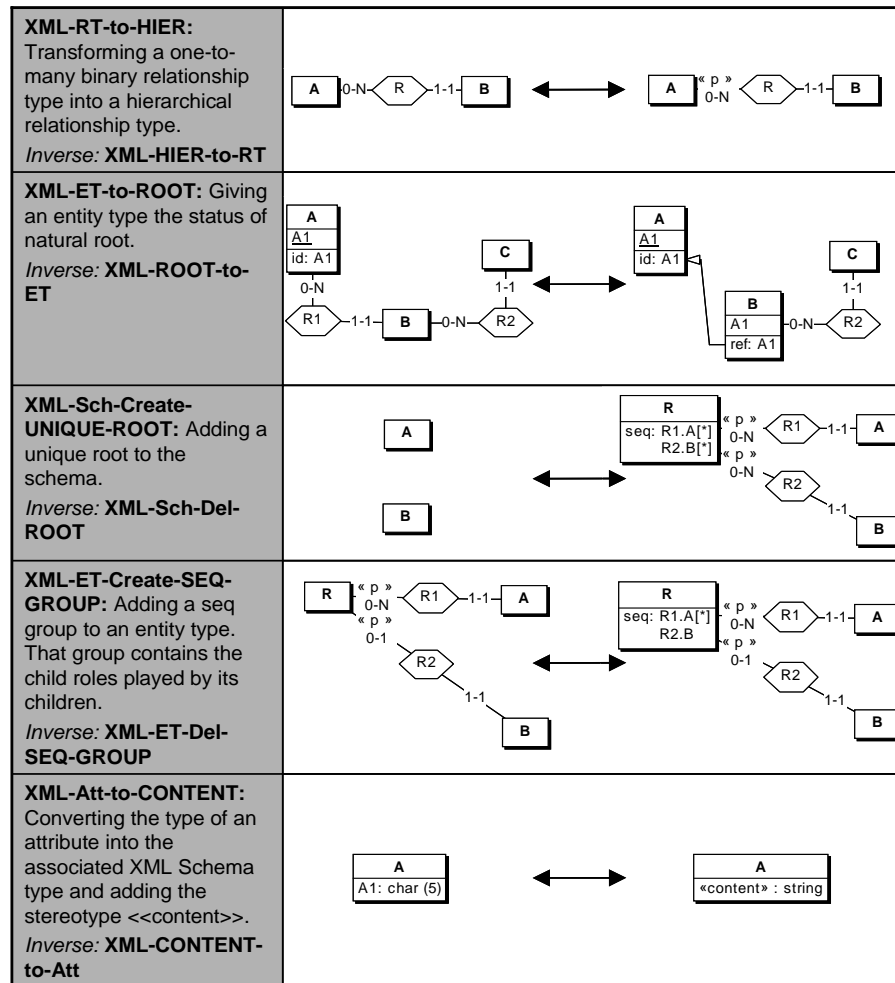 XML-RT-to-HIER:
Transforming a one-to-
many binary relationship
type into a hierarchical
relationship type.
Inverse: XML-HIER-to-RT
A 0-N R 1-1 B
A « p » 0-N R 1-1 B
XML-ET-to-ROOT: Giving
an entity type the status of
natural root.
Inverse: XML-ROOT-to-
ET
A
A1
id: A1
0-N
R1
1-1
B
0-N
R2
1-1
C
A
A1
id: A1
B
A1
ref: A1
0-N
R2
1-1
C
XML-Sch-Create-
UNIQUE-ROOT: Adding a
unique root to the
schema.
Inverse: XML-Sch-Del-
ROOT
A
B
R
seq: R1.A[*]
R2.B[*]
« p »
0-N
R1
1-1
A
« p »
0-N
R2
1-1
B
XML-ET-Create-SEQ-
GROUP: Adding a seq
group to an entity type.
That group contains the
child roles played by its
children.
Inverse: XML-ET-Del-
SEQ-GROUP
R
« p »
0-N
R1
1-1
A
« p »
0-1
R2
1-1
B
R
seq: R1.A[*]
R2.B
« p »
0-N
R1
1-1
A
« p »
0-1
R2
1-1
B
XML-Att-to-CONTENT:
Converting the type of an
attribute into the
associated XML Schema
type and adding the
stereotype <<content>>.
Inverse: XML-CONTENT-
to-Att
A
A1: char (5)
A
«content» : string